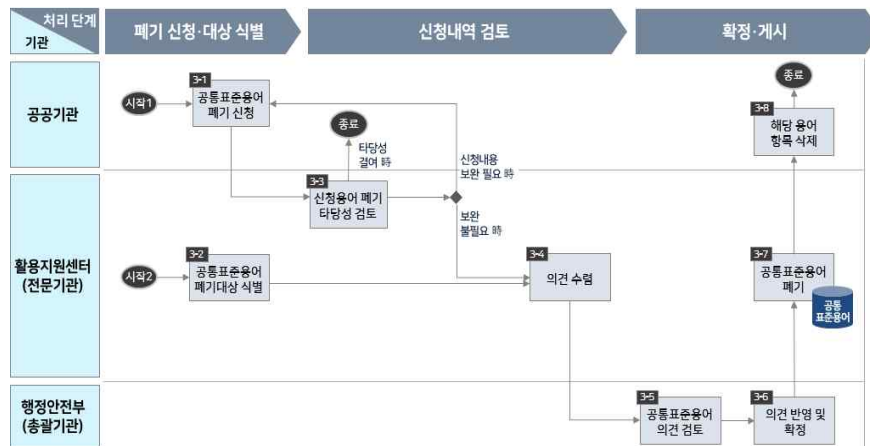 처리 단계
기관
폐기 신청·대상 식별
신청내역 검토
확정·게시
공공기관
시작1
3-1
공통표준용어
폐기 신청
종료
타당성
결여 時
신청내용
보완 필요 時
종료
3-8
해당 용어
항목 삭제
활용지원센터
(전문기관)
3-3
신청용어 폐기
타당성 검토
보완
불필요 時
시작2
3-2
공통표준용어
폐기대상 식별
3-4
의견 수렴
3-7
공통표준용어
폐기
공통
표준용어
행정안전부
(총괄기관)
3-5
공통표준용어
의견 검토
3-6
의견 반영 및
확정